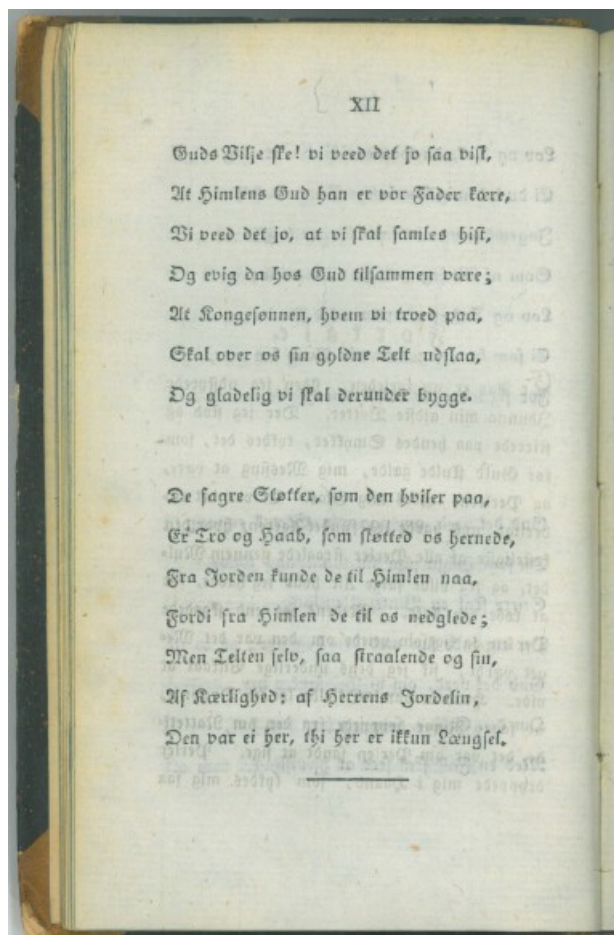 XII
Guds Vilje ske! vi veed det jo saa vist,
At Himlens Gud han er vor Fader kære,
Vi veed det jo, at vi skal samles hist,
Og evig da hos Gud tilsammen være;
At Kongesønnen, hvem vi troed paa,
Skal over os sin gyldne Telt udslaa,
Og gladelig vi skal derunder bygge.
De fagre Støtter, som den hviler paa,
Er Tro og Haab, som støtted os hernede,
Fra Jorden kunde de til Himlen naa,
Fordi fra Himlen de til os nedglede;
Men Telten selv, saa straalende og fin,
Af Kærlighed: af Herrens Jordelin,
Den var ei her, thi her er ikkun Længsel.